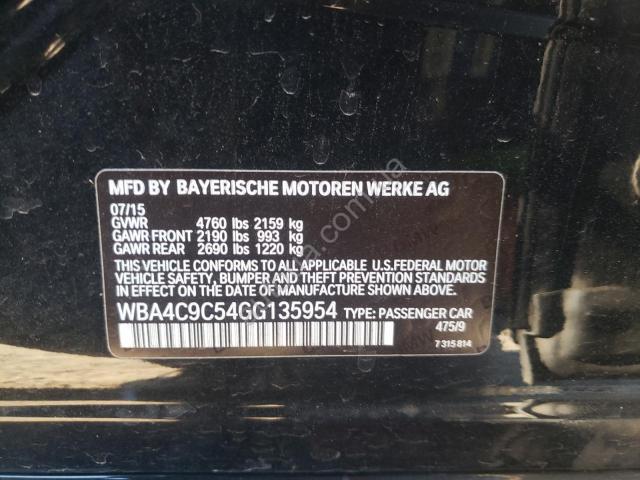 MFD BY BAYERISCHE MOTOREN WERKE AG
07/15
GVWR 4760 lbs 2159 kg
GAWR FRONT 2190 lbs 993 kg
GAWR REAR 2690 lbs 1220 kg
THIS VEHICLE CONFORMS TO ALL APPLICABLE U.S.FEDERAL MOTOR
VEHICLE SAFETY, BUMPER AND THEFT PREVENTION STANDARDS
IN EFFECT ON THE DATE OF MANUFACTURE SHOWN ABOVE.
WBA4C9C54GG135954 TYPE: PASSENGER CAR
475/9
7 315 814